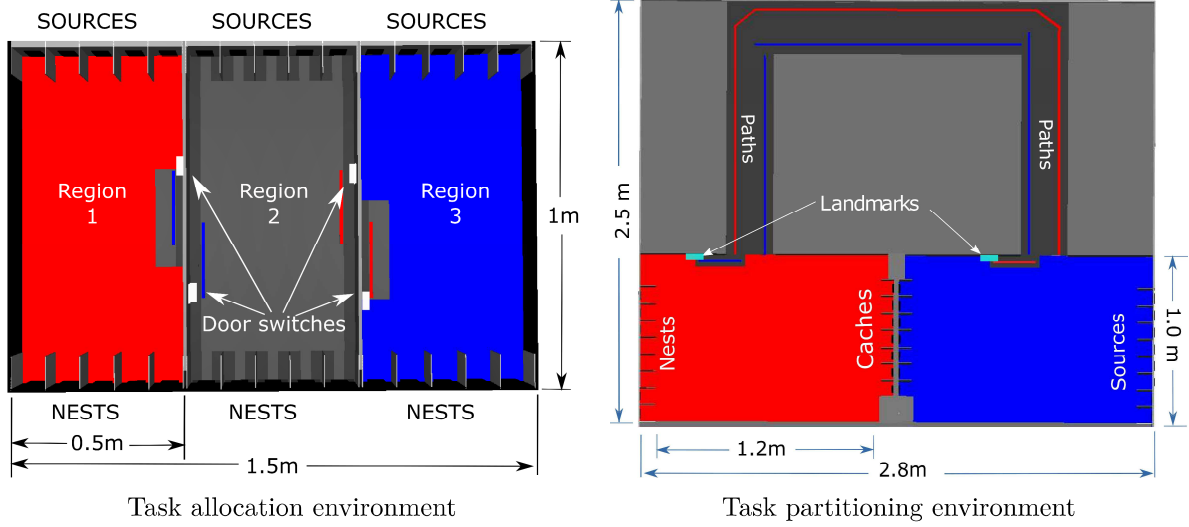 SOURCES SOURCES SOURCES
Region
1
Region
2
Region
3
Door switches
1m
NESTS NESTS NESTS
0.5m
1.5m
Task allocation environment
Paths
Paths
Landmarks
2.5 m
Nests
Caches
Sources
1.0 m
1.2m
2.8m
Task partitioning environment